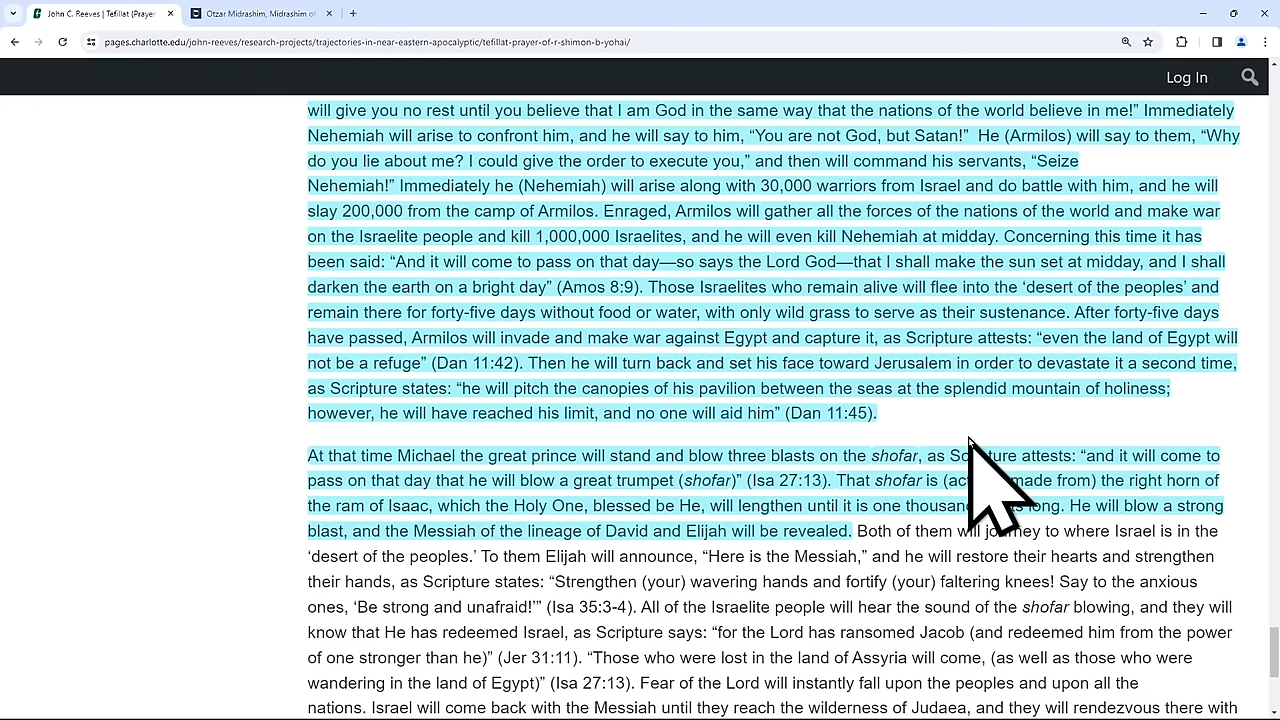 John C. Reeves | Tefillat (Prayer
Otzar Midrashim, Midrashim of
pages.charlotte.edu/john-reeves/research-projects/trajectories-in-near-eastern-apocalyptic/tefillat-prayer-of-r-shimon-b-yohai/
Log In
will give you no rest until you believe that I am God in the same way that the nations of the world believe in me!” Immediately
Nehemiah will arise to confront him, and he will say to him, “You are not God, but Satan!”  He (Armilos) will say to them, “Why
do you lie about me? I could give the order to execute you,” and then will command his servants, “Seize
Nehemiah!” Immediately he (Nehemiah) will arise along with 30,000 warriors from Israel and do battle with him, and he will
slay 200,000 from the camp of Armilos. Enraged, Armilos will gather all the forces of the nations of the world and make war
on the Israelite people and kill 1,000,000 Israelites, and he will even kill Nehemiah at midday. Concerning this time it has
been said: “And it will come to pass on that day—so says the Lord God—that I shall make the sun set at midday, and I shall
darken the earth on a bright day” (Amos 8:9). Those Israelites who remain alive will flee into the ‘desert of the peoples’ and
remain there for forty-five days without food or water, with only wild grass to serve as their sustenance. After forty-five days
have passed, Armilos will invade and make war against Egypt and capture it, as Scripture attests: “even the land of Egypt will
not be a refuge” (Dan 11:42). Then he will turn back and set his face toward Jerusalem in order to devastate it a second time,
as Scripture states: “he will pitch the canopies of his pavilion between the seas at the splendid mountain of holiness;
however, he will have reached his limit, and no one will aid him” (Dan 11:45).
At that time Michael the great prince will stand and blow three blasts on the shofar, as Scripture attests: “and it will come to
pass on that day that he will blow a great trumpet (shofar)” (Isa 27:13). That shofar is made from) the right horn of
the ram of Isaac, which the Holy One, blessed be He, will lengthen until it is one thousand long. He will blow a strong
blast, and the Messiah of the lineage of David and Elijah will be revealed. Both of them will journey to where Israel is in the
‘desert of the peoples.’ To them Elijah will announce, “Here is the Messiah,” and he will restore their hearts and strengthen
their hands, as Scripture states: “Strengthen (your) wavering hands and fortify (your) faltering knees! Say to the anxious
ones, ‘Be strong and unafraid!’” (Isa 35:3-4). All of the Israelite people will hear the sound of the shofar blowing, and they will
know that He has redeemed Israel, as Scripture says: “for the Lord has ransomed Jacob (and redeemed him from the power
of one stronger than he)” (Jer 31:11). “Those who were lost in the land of Assyria will come, (as well as those who were
wandering in the land of Egypt)” (Isa 27:13). Fear of the Lord will instantly fall upon the peoples and upon all the
nations. Israel will come back with the Messiah until they reach the wilderness of Judaea, and they will rendezvous there with